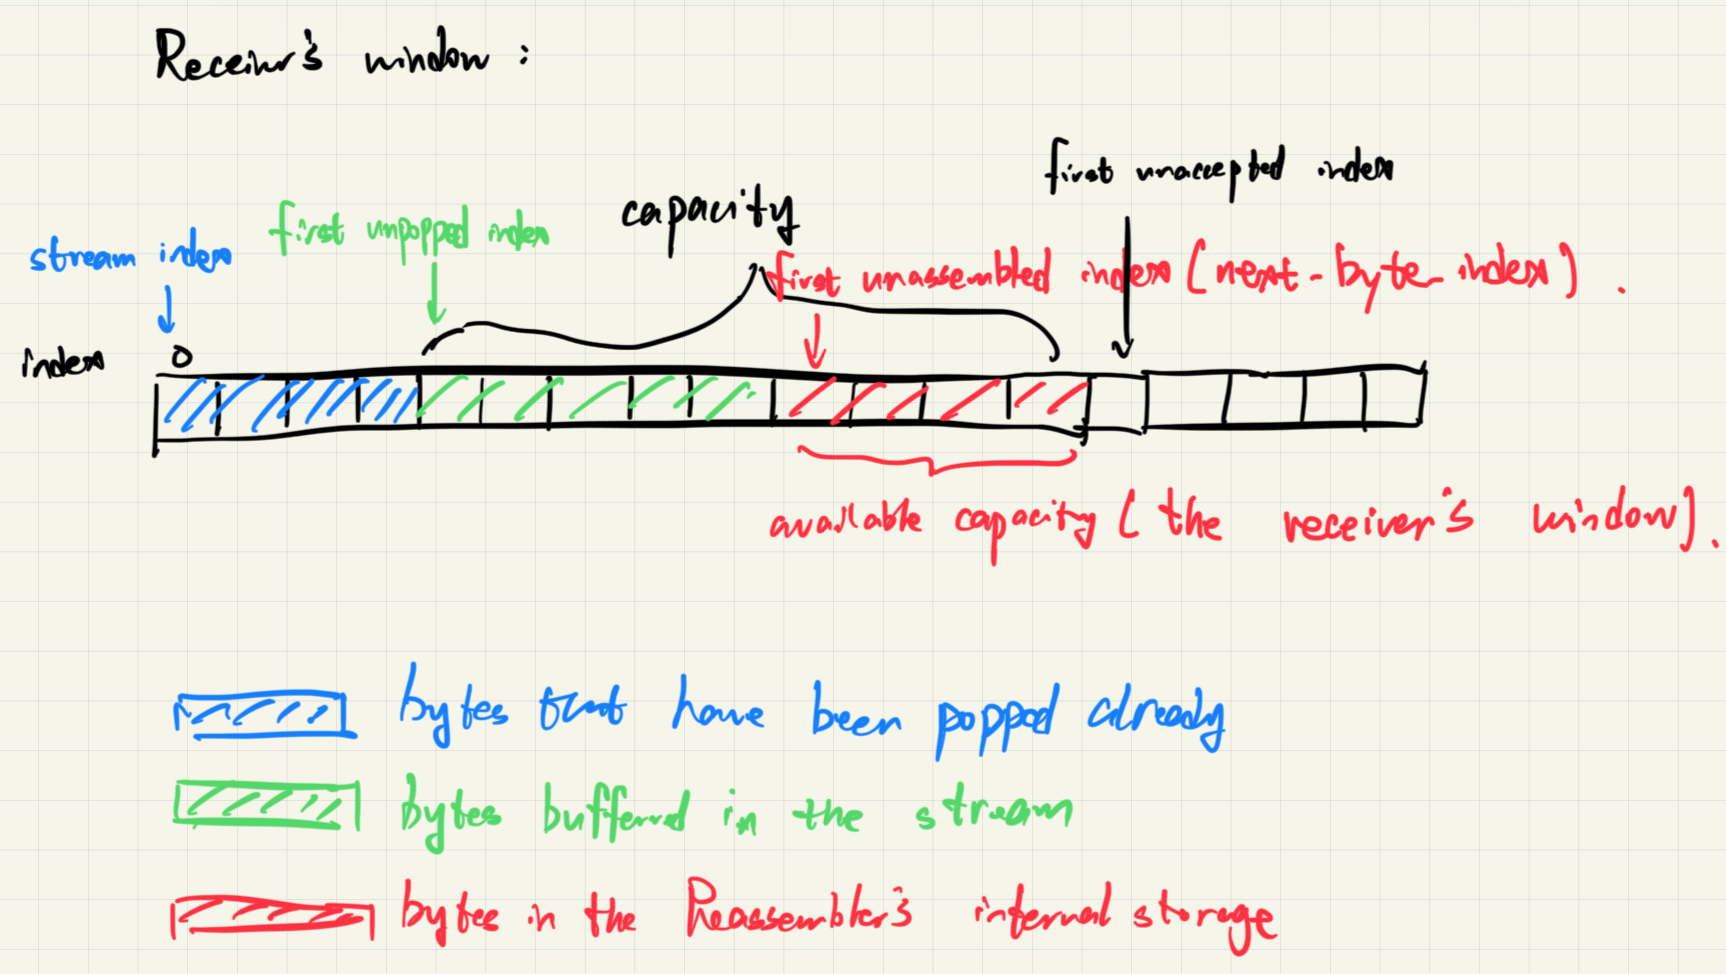 Receiver's window :
first unaccepted index
capacity
first unpopped index
stream index
first unassembled index (next-byte-index) .
index 0
available capacity (the receiver's window) .
bytes that have been popped already
bytes buffered in the stream
bytes in the Reassembler's internal storage